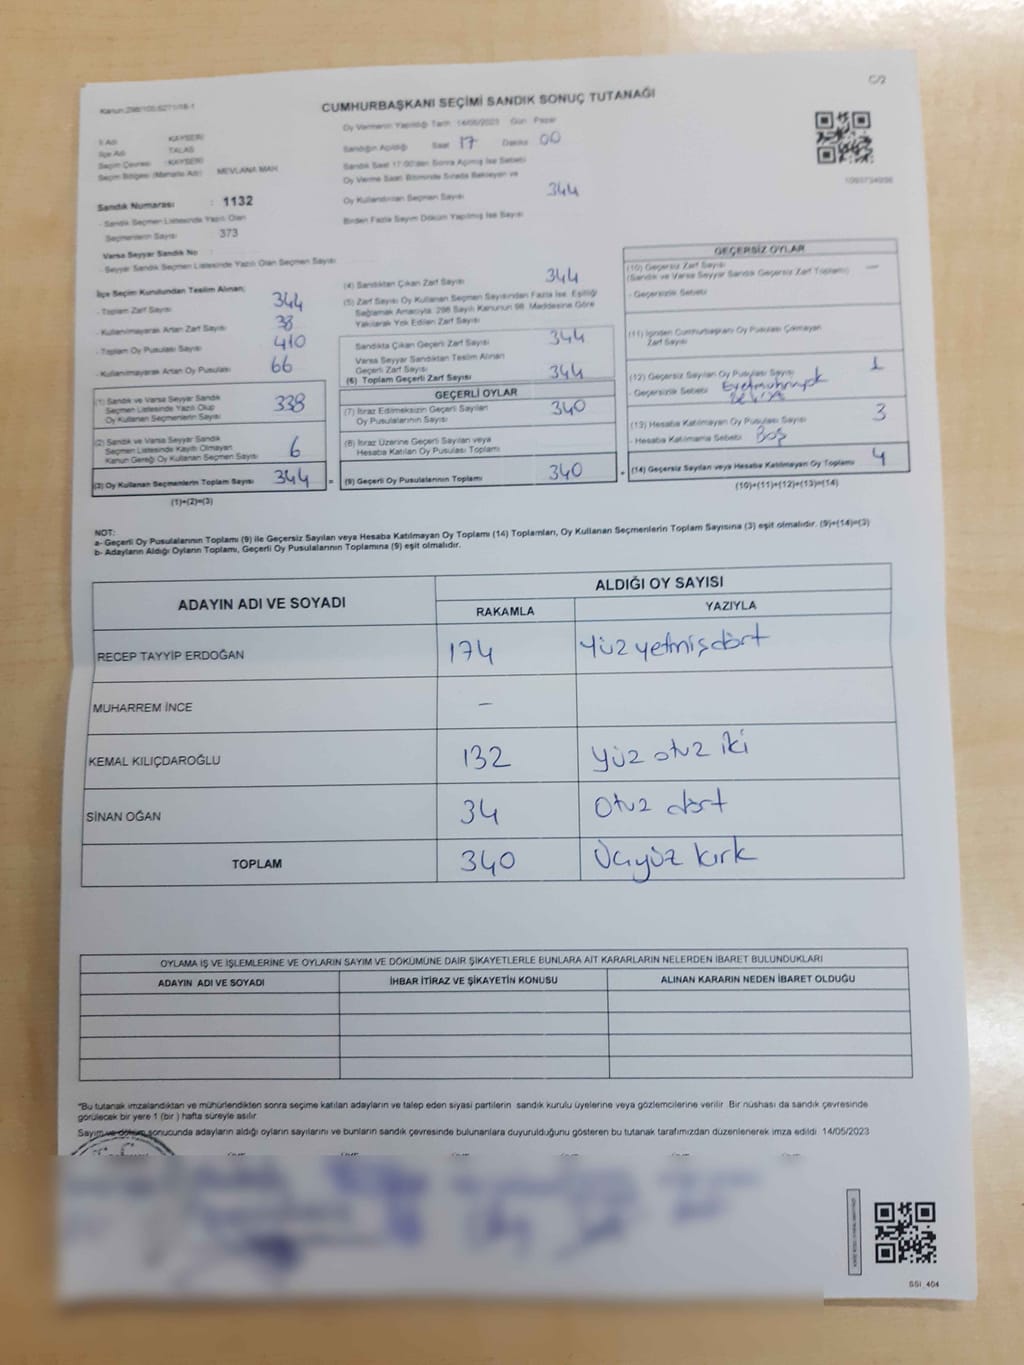 C/2
Kanun:298/105,6271/18-1
CUMHURBAŞKANI SEÇİMİ SANDIK SONUÇ TUTANAĞI
İl Adı : KAYSERİ
İlçe Adı : TALAS
Seçim Çevresi : KAYSERİ
Seçim Bölgesi (Mahalle Adı) : MEVLANA MAH
Sandık Numarası : 1132
- Sandık Seçmen Listesinde Yazılı Olan
Seçmenlerin Sayısı 373
Varsa Seyyar Sandık No :
- Seyyar Sandık Seçmen Listesinde Yazılı Olan Seçmen Sayısı
Oy Vermenin Yapıldığı Tarih 14/05/2023 Gün Pazar
Sandığın Açıldığı Saat 17 Dakika 00
Sandık Saat 17:00'den Sonra Açılmış İse Sebebi
Oy Verme Saati Bitiminde Sırada Bekleyen ve
Oy Kullandırılan Seçmen Sayısı 344
Birden Fazla Sayım Döküm Yapılmış İse Sayısı
İlçe Seçim Kurulundan Teslim Alınan;
- Toplam Zarf Sayısı 344
- Kullanılmayarak Artan Zarf Sayısı 38
- Toplam Oy Pusulası Sayısı 410
- Kullanılmayarak Artan Oy Pusulası 66
(1) Sandık ve Varsa Seyyar Sandık
Seçmen Listesinde Yazılı Olup
Oy Kullanan Seçmen Sayısı 338
(2) Sandık ve Varsa Seyyar Sandık
Seçmen Listesinde Kayıtlı Olmayan
Kanun Gereği Oy Kullanan Seçmen Sayısı 6
(3) Oy Kullanan Seçmenlerin Toplam Sayısı 344 =
(1)+(2)=(3)
(4) Sandıktan Çıkan Zarf Sayısı 344
(5) Zarf Sayısı Oy Kullanan Seçmen Sayısından Fazla İse, Eşitliği
Sağlamak Amacıyla, 298 Sayılı Kanunun 98. Maddesine Göre
Yakılarak Yok Edilen Zarf Sayısı
Sandıkta Çıkan Geçerli Zarf Sayısı 344
Varsa Seyyar Sandıktan Teslim Alınan
Geçerli Zarf Sayısı
(6) Toplam Geçerli Zarf Sayısı 344
GEÇERLİ OYLAR
(7) İtiraz Edilmeksizin Geçerli Sayılan
Oy Pusulalarının Sayısı 340
(8) İtiraz Üzerine Geçerli Sayılan veya
Hesaba Katılan Oy Pusulası Toplamı
(9) Geçerli Oy Pusulalarının Toplamı 340 +
GEÇERSİZ OYLAR
(10) Geçersiz Zarf Sayısı
(Sandık ve Varsa Seyyar Sandık Geçersiz Zarf Toplamı) —
- Geçersizlik Sebebi
(11) İçinden Cumhurbaşkanı Oy Pusulası Çıkmayan
Zarf Sayısı
(12) Geçersiz Sayılan Oy Pusulası Sayısı 1
- Geçersizlik Sebebi
(13) Hesaba Katılmayan Oy Pusulası Sayısı 3
- Hesaba Katılmama Sebebi Boş
(14) Geçersiz Sayılan veya Hesaba Katılmayan Oy Toplamı 4
(10)+(11)+(12)+(13)=(14)
NOT:
a- Geçerli Oy Pusulalarının Toplamı (9) ile Geçersiz Sayılan veya Hesaba Katılmayan Oy Toplamı (14) Toplamları, Oy Kullanan Seçmenlerin Toplam Sayısına (3) eşit olmalıdır. (9)+(14)=(3)
b- Adayların Aldığı Oyların Toplamı, Geçerli Oy Pusulalarının Toplamına (9) eşit olmalıdır.
ADAYIN ADI VE SOYADI ALDIĞI OY SAYISI
RAKAMLA YAZIYLA
RECEP TAYYİP ERDOĞAN 174 Yüz yetmişdört
MUHARREM İNCE —
KEMAL KILIÇDAROĞLU 132 Yüz otuz iki
SİNAN OĞAN 34 Otuz dört
TOPLAM 340 Üçyüz kırk
OYLAMA İŞ VE İŞLEMLERİNE VE OYLARIN SAYIM VE DÖKÜMÜNE DAİR ŞİKAYETLERLE BUNLARA AİT KARARLARIN NELERDEN İBARET BULUNDUKLARI
ADAYIN ADI VE SOYADI İHBAR İTİRAZ VE ŞİKAYETİN KONUSU ALINAN KARARIN NEDEN İBARET OLDUĞU
*Bu tutanak imzalandıktan ve mühürlendikten sonra seçime katılan adayların ve talep eden siyasi partilerin sandık kurulu üyelerine veya gözlemcilerine verilir. Bir nüshası da sandık çevresinde
görülecek bir yere 1 (bir ) hafta süreyle asılır.
Sayım ve döküm sonucunda adayların aldığı oyların sayılarını ve bunların sandık çevresinde bulunanlara duyurulduğunu gösteren bu tutanak tarafımızdan düzenlenerek imza edildi. 14/05/2023
SSI_404